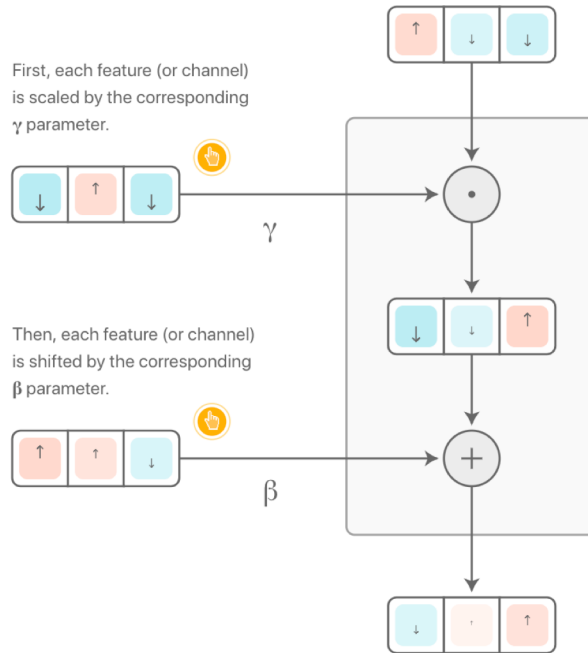 First, each feature (or channel)
is scaled by the corresponding
γ parameter.
γ
Then, each feature (or channel)
is shifted by the corresponding
β parameter.
β